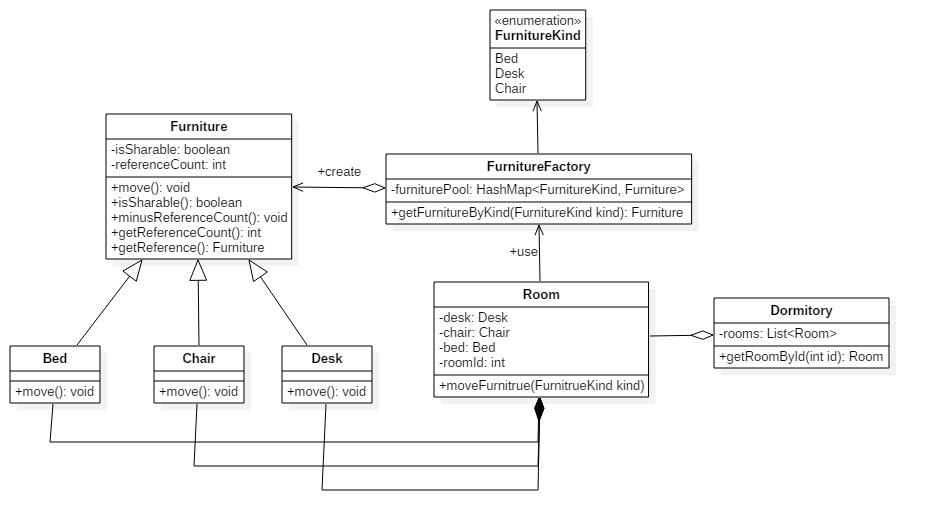 «enumeration»
FurnitureKind
Bed
Desk
Chair
Furniture
-isSharable: boolean
-referenceCount: int
+move(): void
+isSharable(): boolean
+minusReferenceCount(): void
+getReferenceCount(): int
+getReference(): Furniture
+create
FurnitureFactory
-furniturePool: HashMap<FurnitureKind, Furniture>
+getFurnitureByKind(FurnitureKind kind): Furniture
+use
Room
-desk: Desk
-chair: Chair
-bed: Bed
-roomId: int
+moveFurnitrue(FurnitrueKind kind)
Dormitory
-rooms: List<Room>
+getRoomById(int id): Room
Bed
+move(): void
Chair
+move(): void
Desk
+move(): void